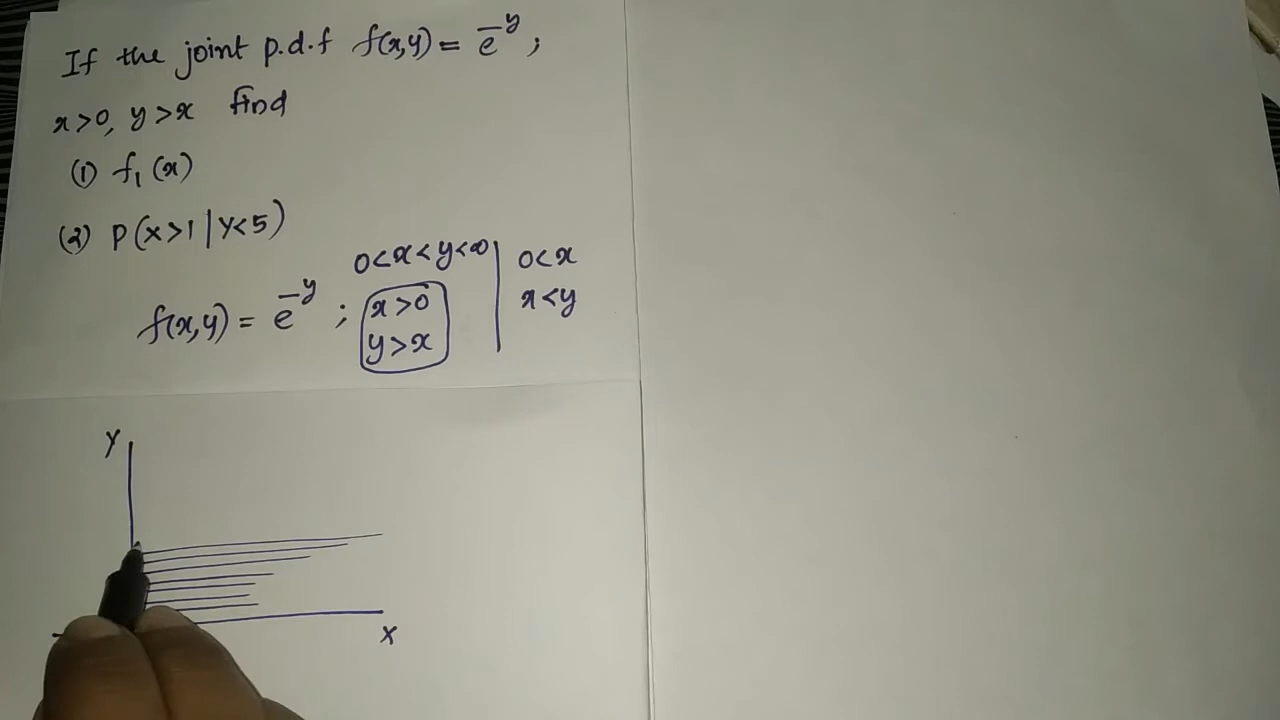 If the joint p.d.f f(x,y) = e^-y ;
x>0, y>x find
(1) f₁(x)
(2) P(x>1 | Y<5)
0<x<y<∞ | 0<x
f(x,y) = e^-y ; x>0 | x<y
y>x
Y
X